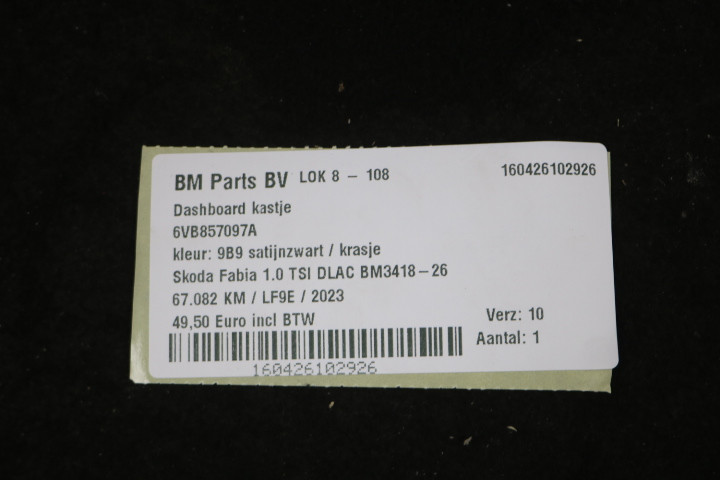 BM Parts BV LOK 8 – 108 160426102926
Dashboard kastje
6VB857097A
kleur: 9B9 satijnzwart / krasje
Skoda Fabia 1.0 TSI DLAC BM3418–26
67.082 KM / LF9E / 2023
49,50 Euro incl BTW Verz: 10
Aantal: 1
160426102926